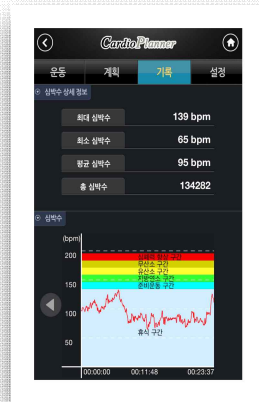 CardioPlanner
운동 계획 기록 설정
심박수 상세 정보
최대 심박수 139 bpm
최소 심박수 65 bpm
평균 심박수 95 bpm
총 심박수 134282
심박수
(bpm)
200
무산소 구간
유산소 구간
지방연소 구간
150
준비운동 구간
100
휴식 구간
50
00:00:00 00:11:48 00:23:37